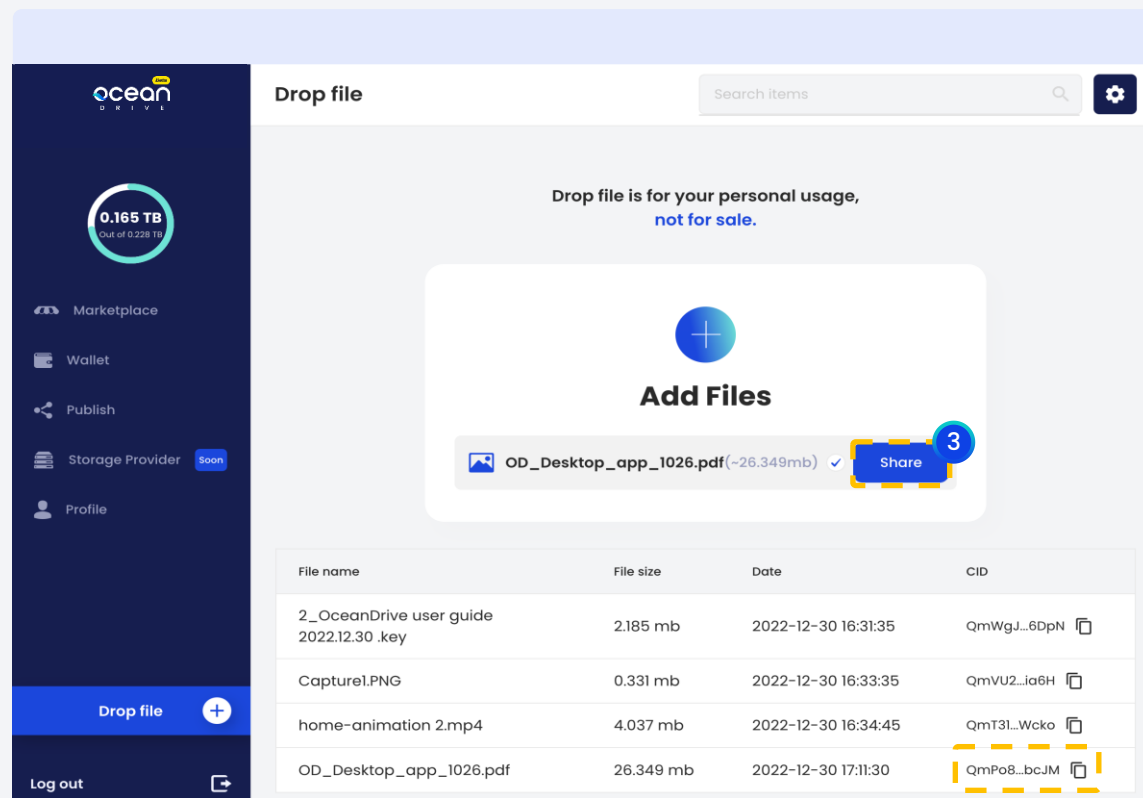 ocean
Beta
DRIVE
0.165 TB
Out of 0.228 TB
Marketplace
Wallet
Publish
Storage Provider Soon
Profile
Drop file
Log out
Drop file
Search items
Drop file is for your personal usage,
not for sale.
Add Files
OD_Desktop_app_1026.pdf(~26.349mb) Share
3
File name File size Date CID
2_OceanDrive user guide
2022.12.30 .key 2.185 mb 2022-12-30 16:31:35 QmWgJ...6DpN
Capture1.PNG 0.331 mb 2022-12-30 16:33:35 QmVU2...ia6H
home-animation 2.mp4 4.037 mb 2022-12-30 16:34:45 QmT31...Wcko
OD_Desktop_app_1026.pdf 26.349 mb 2022-12-30 17:11:30 QmPo8...bcJM